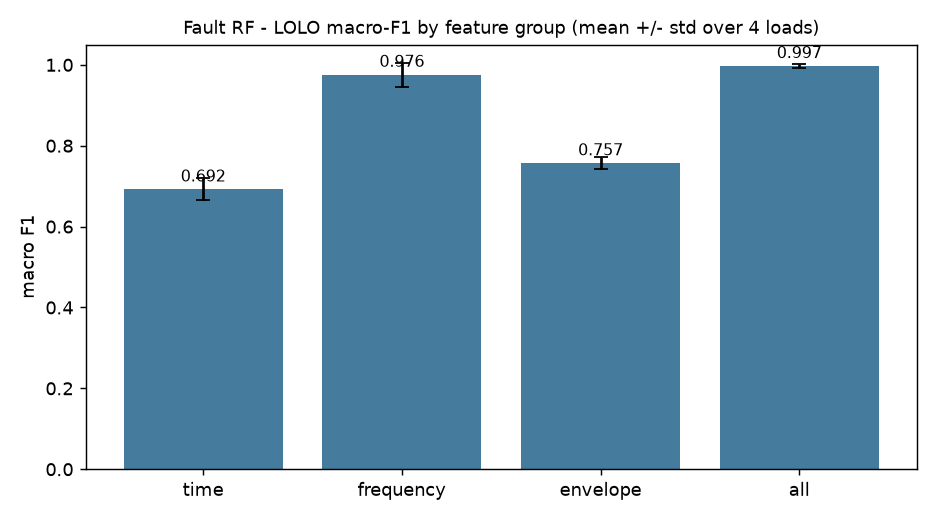 Fault RF - LOLO macro-F1 by feature group (mean +/- std over 4 loads)
macro F1
1.0
0.8
0.6
0.4
0.2
0.0
0.692
0.976
0.757
0.997
time
frequency
envelope
all